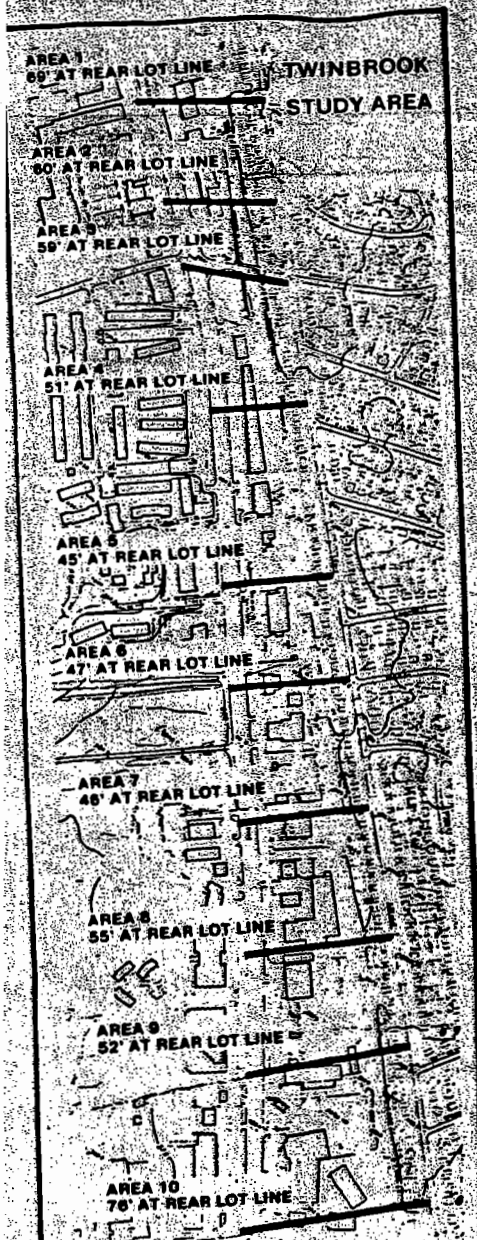 AREA 1
69' AT REAR LOT LINE
TWINBROOK
STUDY AREA
AREA 2
60' AT REAR LOT LINE
AREA 3
59' AT REAR LOT LINE
AREA 4
51' AT REAR LOT LINE
AREA 5
45' AT REAR LOT LINE
AREA 6
47' AT REAR LOT LINE
AREA 7
46' AT REAR LOT LINE
AREA 8
55' AT REAR LOT LINE
AREA 9
52' AT REAR LOT LINE
AREA 10
76' AT REAR LOT LINE